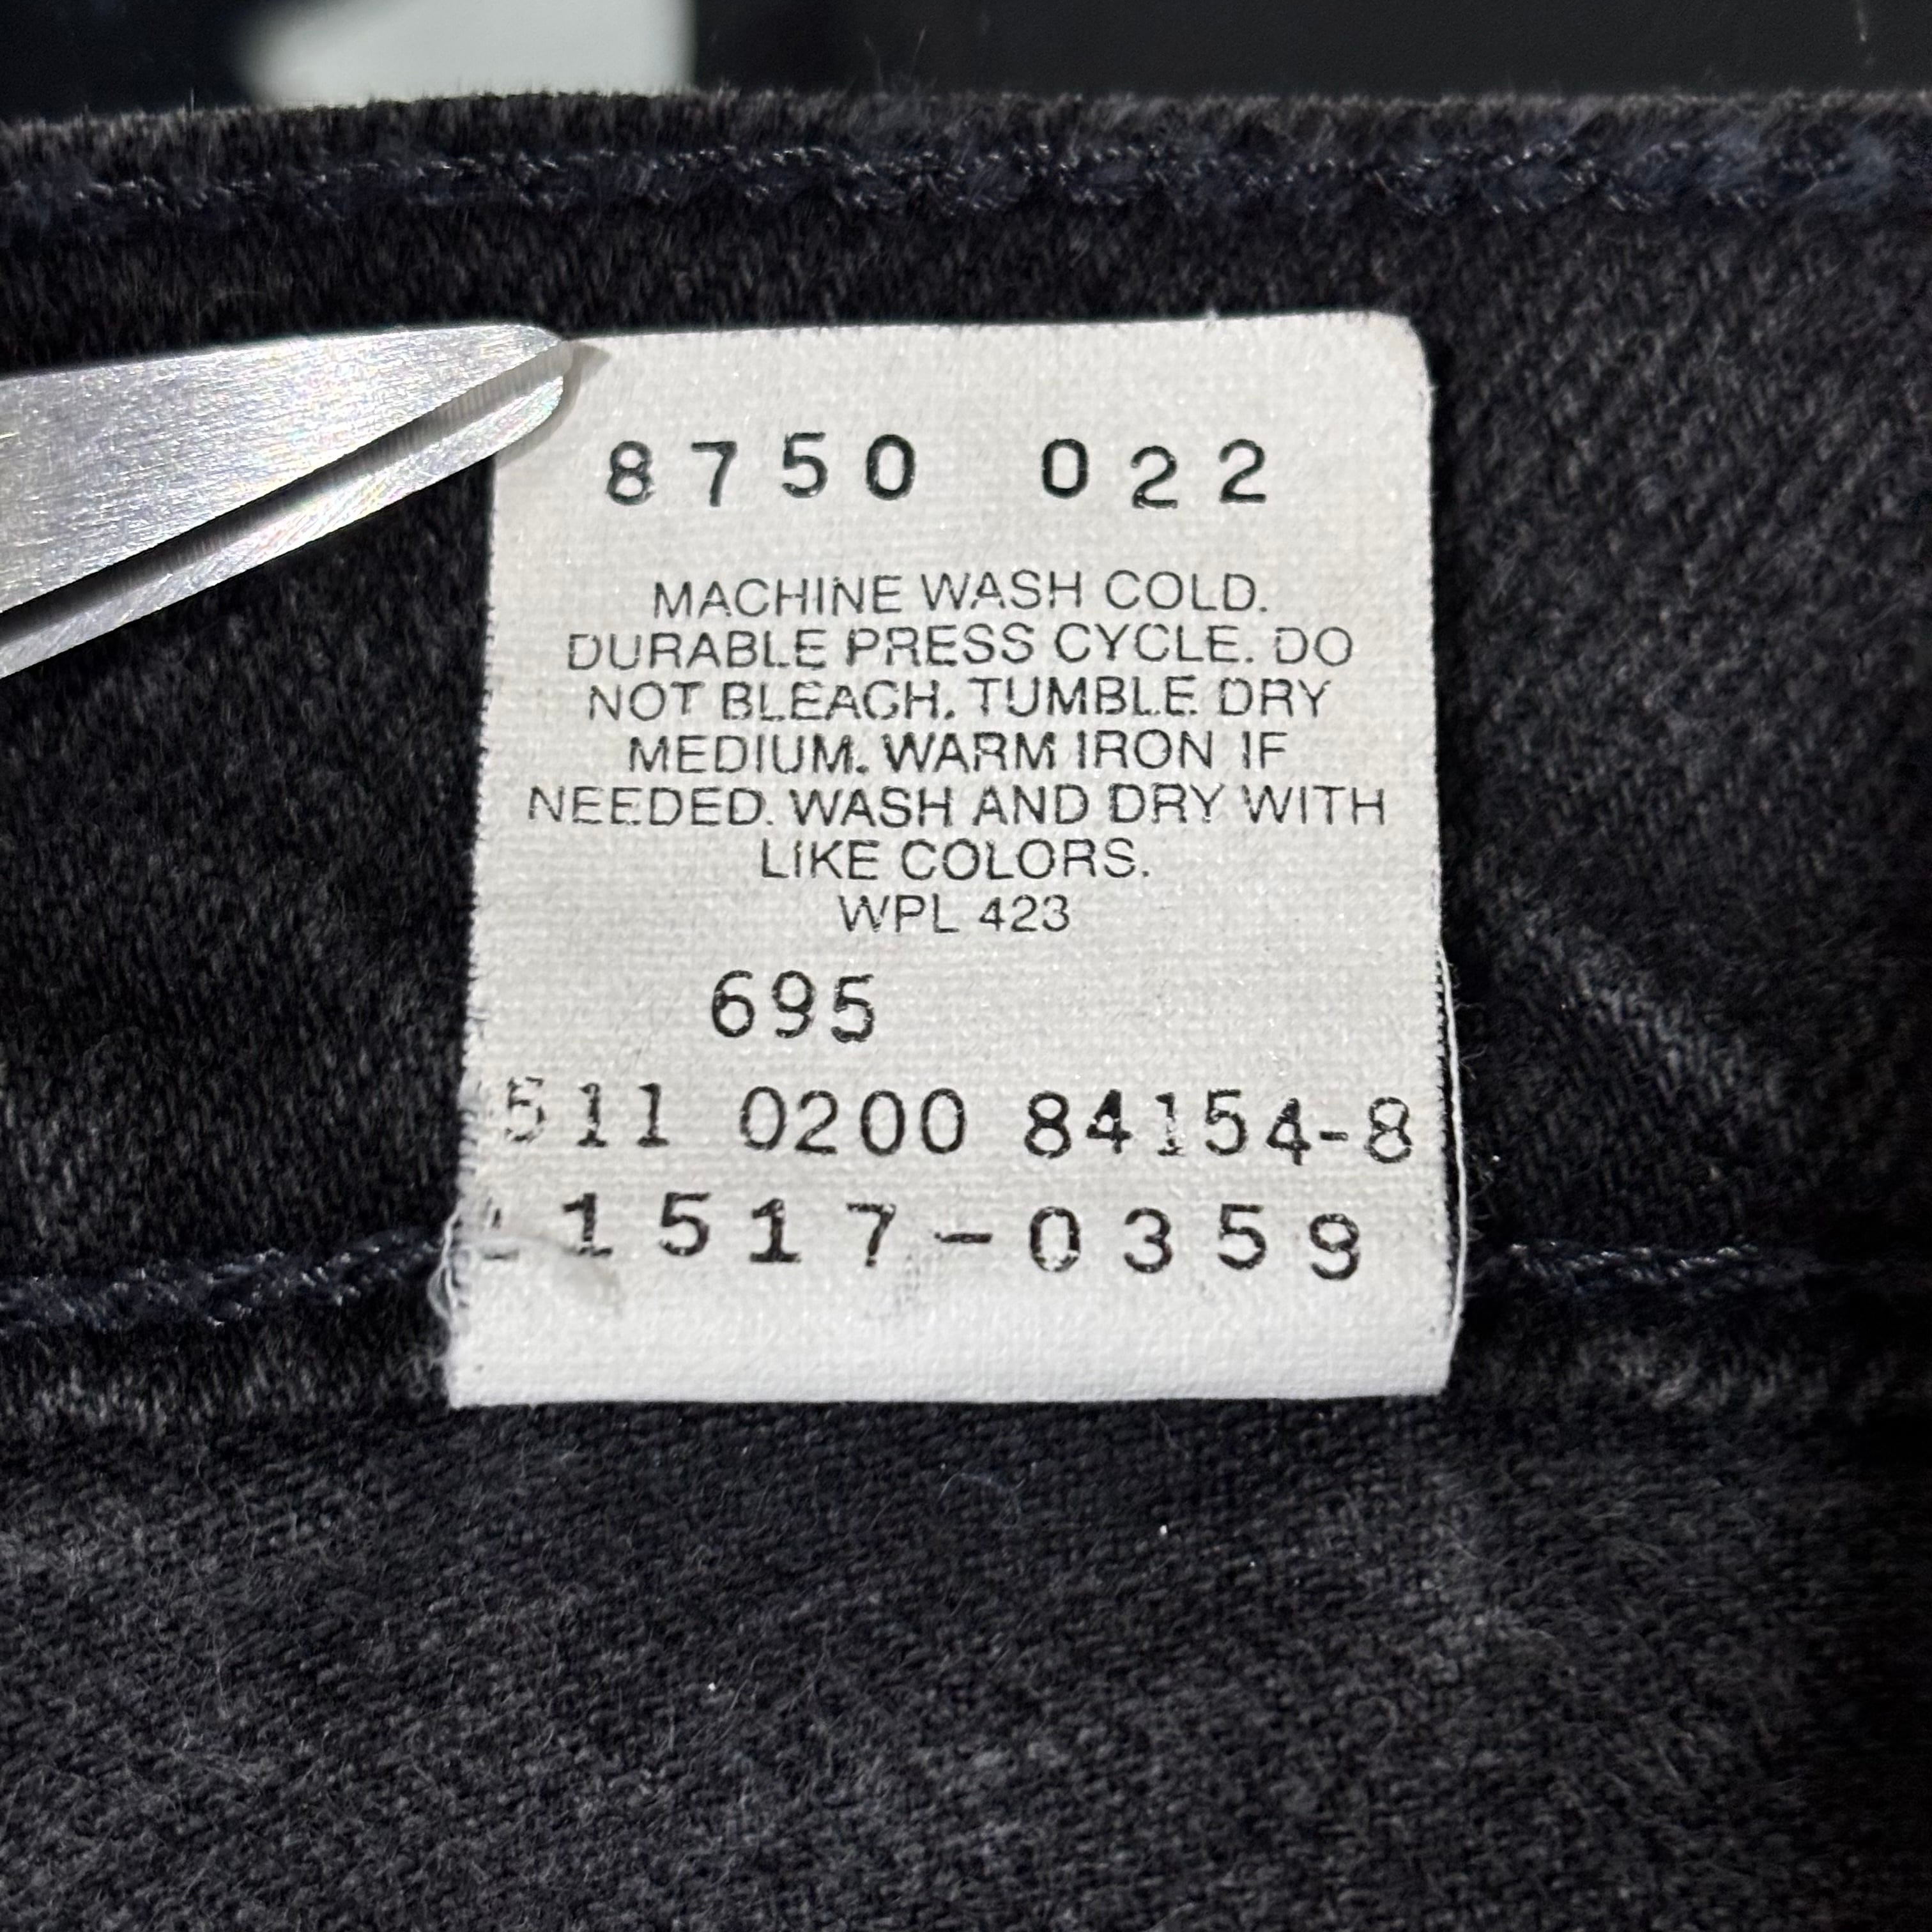 8750 022
MACHINE WASH COLD.
DURABLE PRESS CYCLE. DO
NOT BLEACH. TUMBLE DRY
MEDIUM. WARM IRON IF
NEEDED. WASH AND DRY WITH
LIKE COLORS.
WPL 423
695
511 0200 84154-8
1517-0359